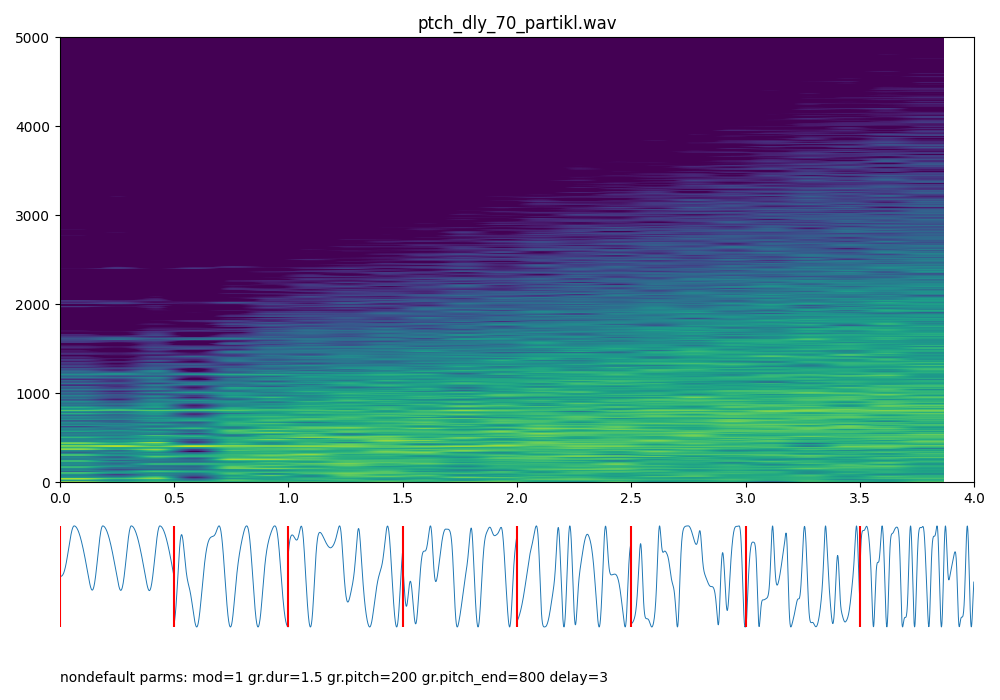 ptch_dly_70_partikl.wav
5000
4000
3000
2000
1000
0
0.0 0.5 1.0 1.5 2.0 2.5 3.0 3.5 4.0
nondefault parms: mod=1 gr.dur=1.5 gr.pitch=200 gr.pitch_end=800 delay=3